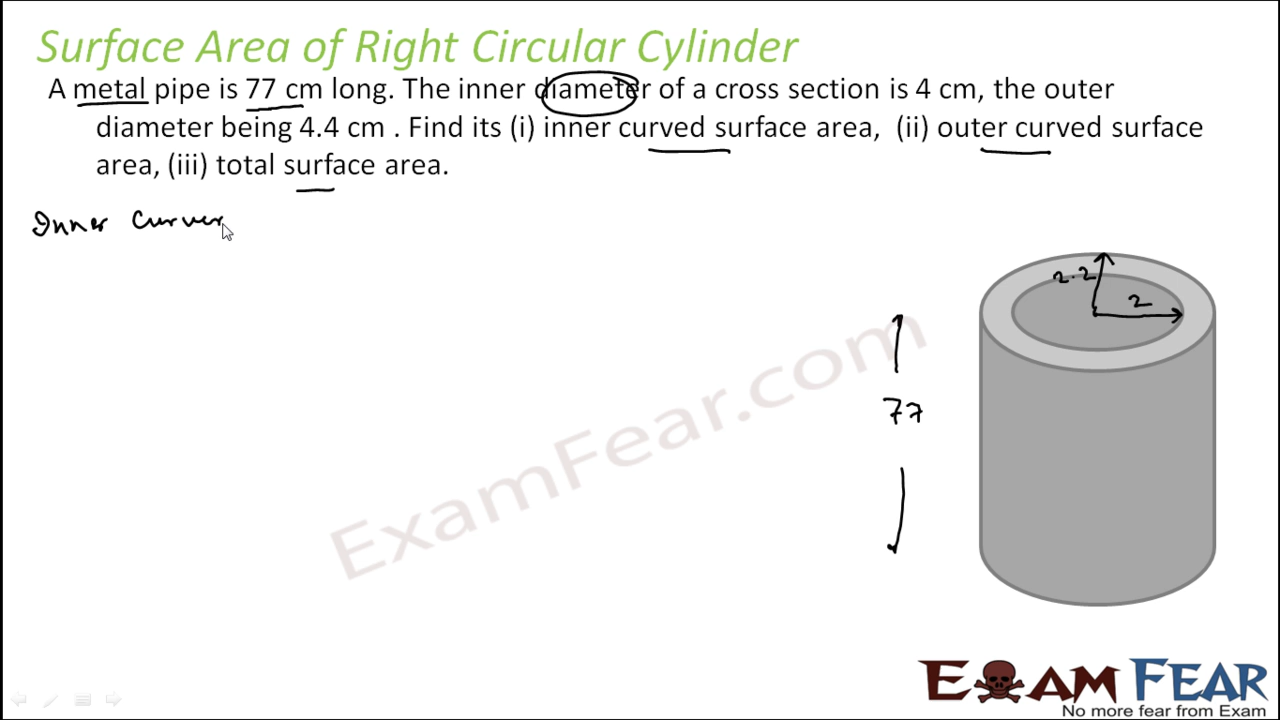 Surface Area of Right Circular Cylinder
A metal pipe is 77 cm long. The inner diameter of a cross section is 4 cm, the outer
diameter being 4.4 cm . Find its (i) inner curved surface area, (ii) outer curved surface
area, (iii) total surface area.
Inner Curver
2.2
2
77
ExamFear.com
EXAM FEAR
No more fear from Exam